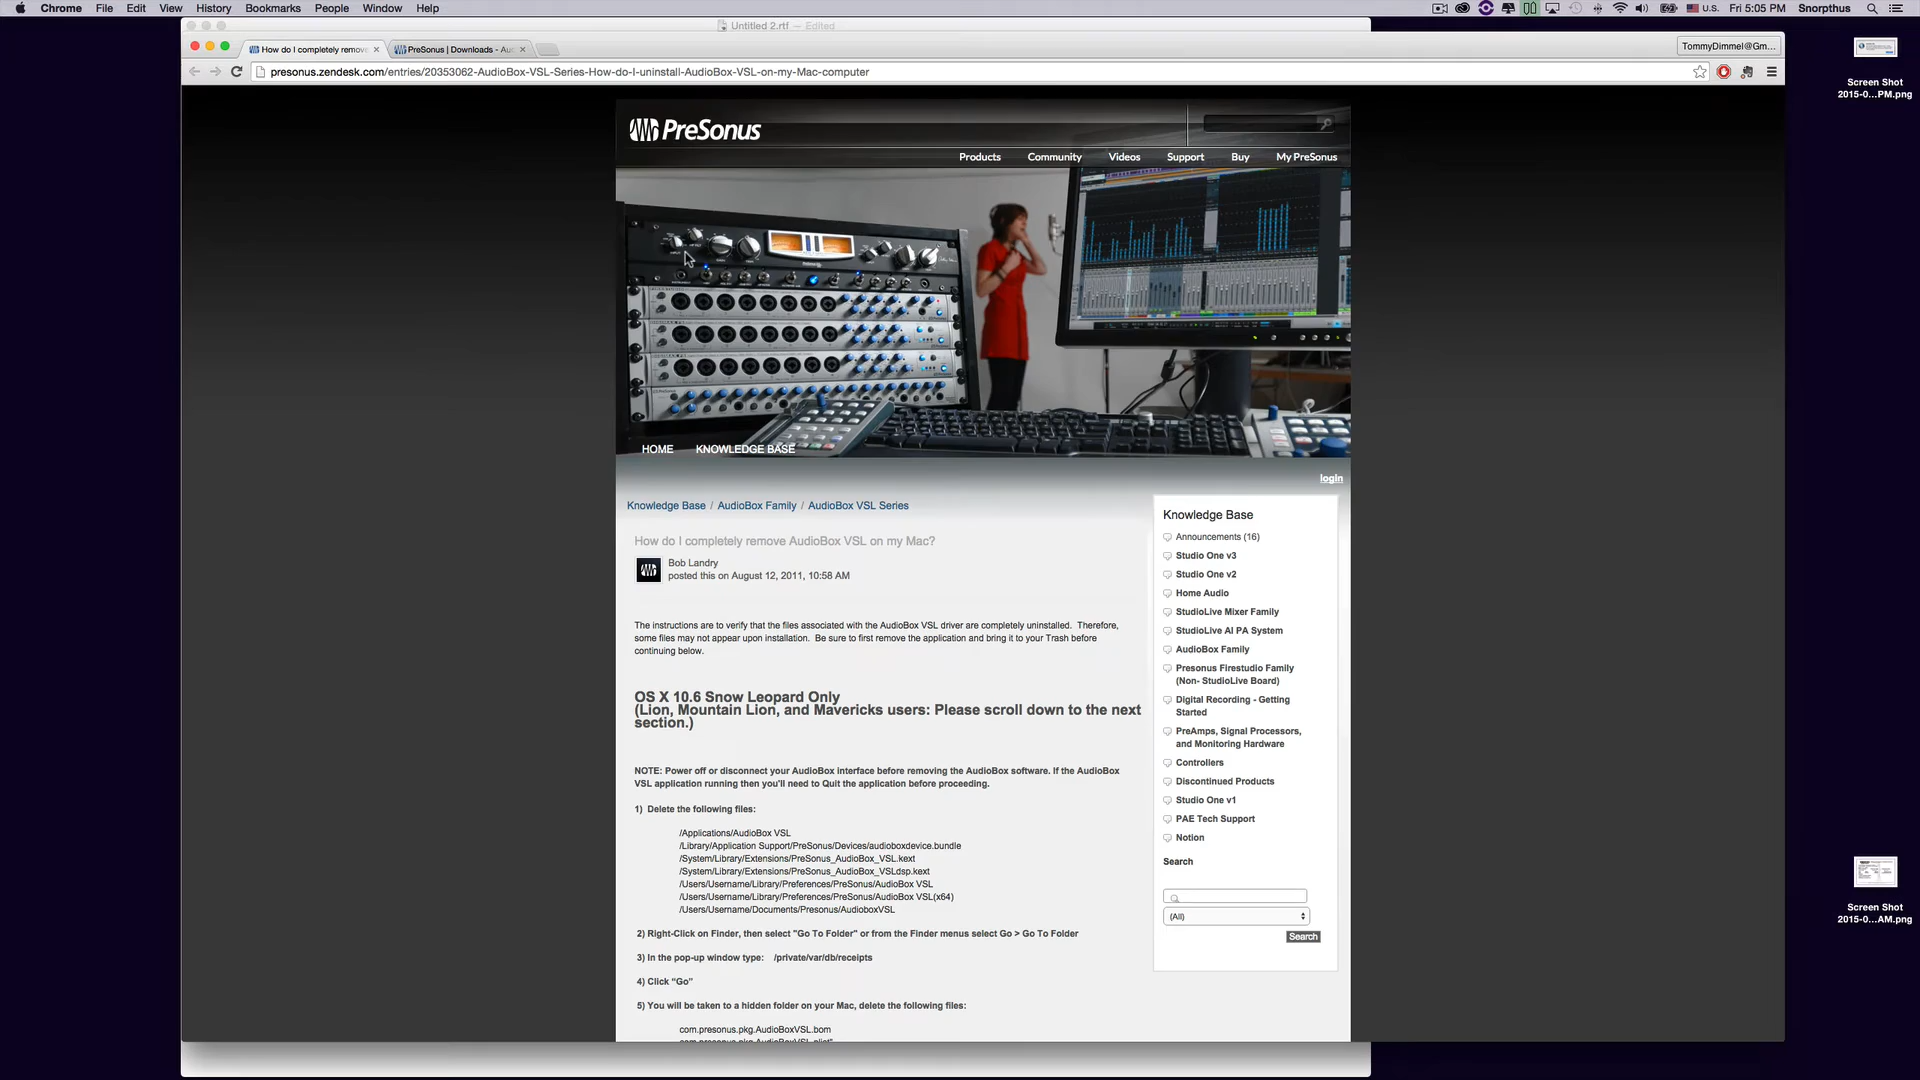 Chrome File Edit View History Bookmarks People Window Help
U.S. Fri 5:05 PM Snorpthus
Untitled 2.rtf — Edited
How do I completely remove
PreSonus | Downloads - Au
TommyDimmel@Gm...
presonus.zendesk.com/entries/20353062-AudioBox-VSL-Series-How-do-I-uninstall-AudioBox-VSL-on-my-Mac-computer
Screen Shot
2015-0...PM.png
PreSonus
Products Community Videos Support Buy My PreSonus
HOME KNOWLEDGE BASE
login
Knowledge Base / AudioBox Family / AudioBox VSL Series
How do I completely remove AudioBox VSL on my Mac?
Bob Landry
posted this on August 12, 2011, 10:58 AM
The instructions are to verify that the files associated with the AudioBox VSL driver are completely uninstalled. Therefore,
some files may not appear upon installation. Be sure to first remove the application and bring it to your Trash before
continuing below.
OS X 10.6 Snow Leopard Only
(Lion, Mountain Lion, and Mavericks users: Please scroll down to the next
section.)
NOTE: Power off or disconnect your AudioBox interface before removing the AudioBox software. If the AudioBox
VSL application running then you'll need to Quit the application before proceeding.
1) Delete the following files:
/Applications/AudioBox VSL
/Library/Application Support/PreSonus/Devices/audioboxdevice.bundle
/System/Library/Extensions/PreSonus_AudioBox_VSL.kext
/System/Library/Extensions/PreSonus_AudioBox_VSLdsp.kext
/Users/Username/Library/Preferences/PreSonus/AudioBox VSL
/Users/Username/Library/Preferences/PreSonus/AudioBox VSL(x64)
/Users/Username/Documents/Presonus/AudioboxVSL
2) Right-Click on Finder, then select "Go To Folder" or from the Finder menus select Go > Go To Folder
3) In the pop-up window type: /private/var/db/receipts
4) Click “Go”
5) You will be taken to a hidden folder on your Mac, delete the following files:
com.presonus.pkg.AudioBoxVSL.bom
com.presonus.pkg.AudioBoxVSL.plist"
Knowledge Base
Announcements (16)
Studio One v3
Studio One v2
Home Audio
StudioLive Mixer Family
StudioLive AI PA System
AudioBox Family
Presonus Firestudio Family
(Non- StudioLive Board)
Digital Recording - Getting
Started
PreAmps, Signal Processors,
and Monitoring Hardware
Controllers
Discontinued Products
Studio One v1
PAE Tech Support
Notion
Search
(All)
Search
Screen Shot
2015-0...AM.png